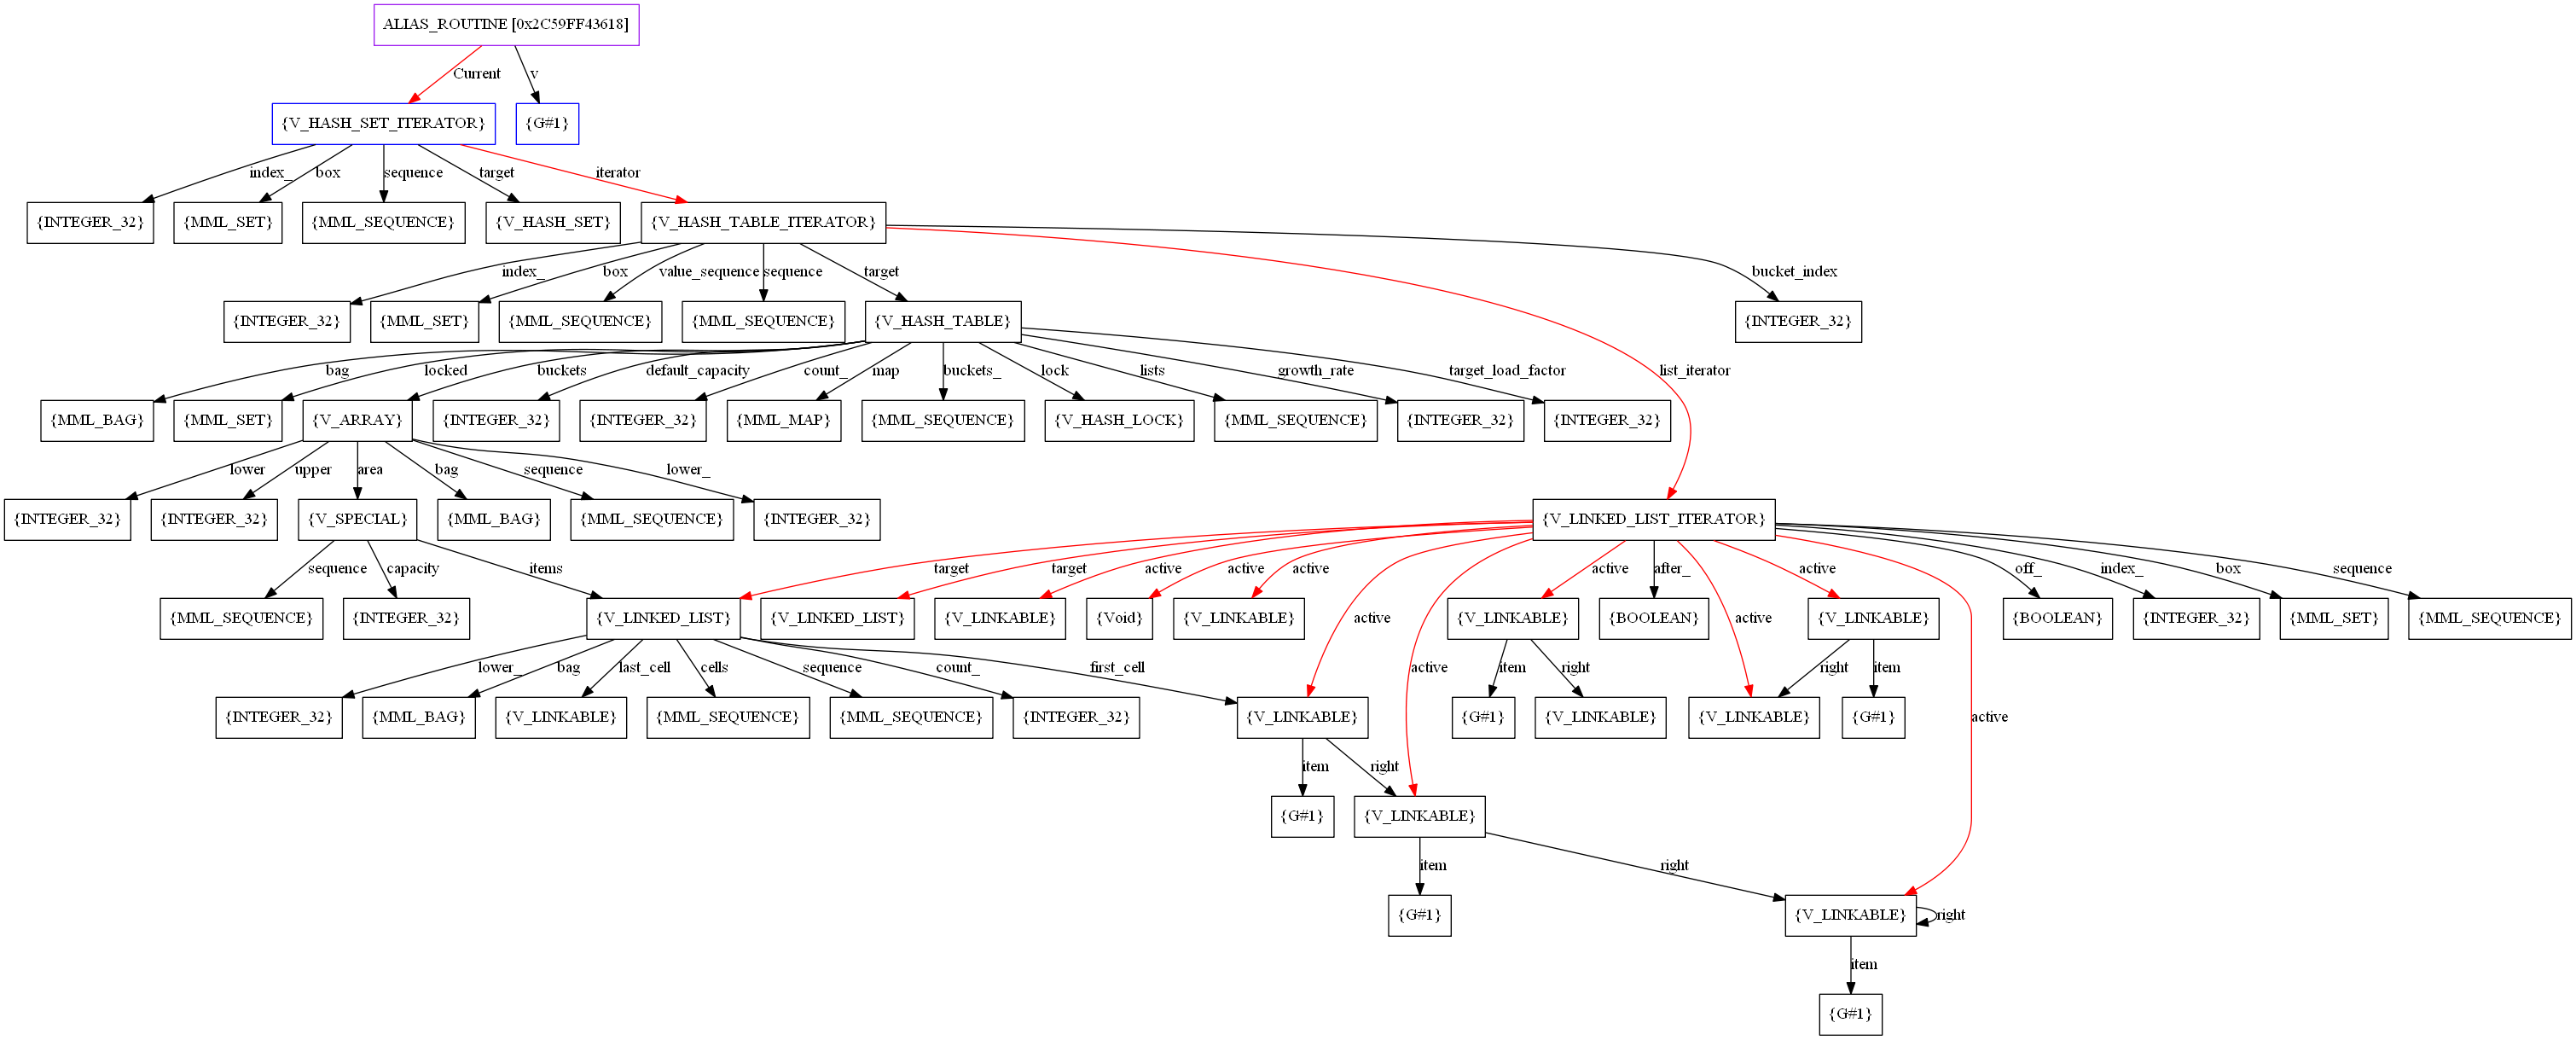 ALIAS_ROUTINE [0x2C59FF43618]
Current
v
{V_HASH_SET_ITERATOR}
{G#1}
index_
box
sequence
target
iterator
{INTEGER_32}
{MML_SET}
{MML_SEQUENCE}
{V_HASH_SET}
{V_HASH_TABLE_ITERATOR}
index_
box
value_sequence
sequence
target
bucket_index
{INTEGER_32}
{MML_SET}
{MML_SEQUENCE}
{MML_SEQUENCE}
{V_HASH_TABLE}
{INTEGER_32}
bag
locked
buckets
default_capacity
count_
map
buckets_
lock
lists
growth_rate
target_load_factor
list_iterator
{MML_BAG}
{MML_SET}
{V_ARRAY}
{INTEGER_32}
{INTEGER_32}
{MML_MAP}
{MML_SEQUENCE}
{V_HASH_LOCK}
{MML_SEQUENCE}
{INTEGER_32}
{INTEGER_32}
lower
upper
area
bag
sequence
lower_
{INTEGER_32}
{INTEGER_32}
{V_SPECIAL}
{MML_BAG}
{MML_SEQUENCE}
{INTEGER_32}
{V_LINKED_LIST_ITERATOR}
sequence
capacity
items
target
target
active
active
active
active
active
after_
active
active
off_
index_
box
sequence
{MML_SEQUENCE}
{INTEGER_32}
{V_LINKED_LIST}
{V_LINKED_LIST}
{V_LINKABLE}
{Void}
{V_LINKABLE}
{V_LINKABLE}
{BOOLEAN}
{V_LINKABLE}
{BOOLEAN}
{INTEGER_32}
{MML_SET}
{MML_SEQUENCE}
lower_
bag
last_cell
cells
sequence
count_
first_cell
active
item
right
right
item
{INTEGER_32}
{MML_BAG}
{V_LINKABLE}
{MML_SEQUENCE}
{MML_SEQUENCE}
{INTEGER_32}
{V_LINKABLE}
{G#1}
{V_LINKABLE}
{V_LINKABLE}
{G#1}
active
item
right
{G#1}
{V_LINKABLE}
item
right
{G#1}
{V_LINKABLE}
right
item
{G#1}